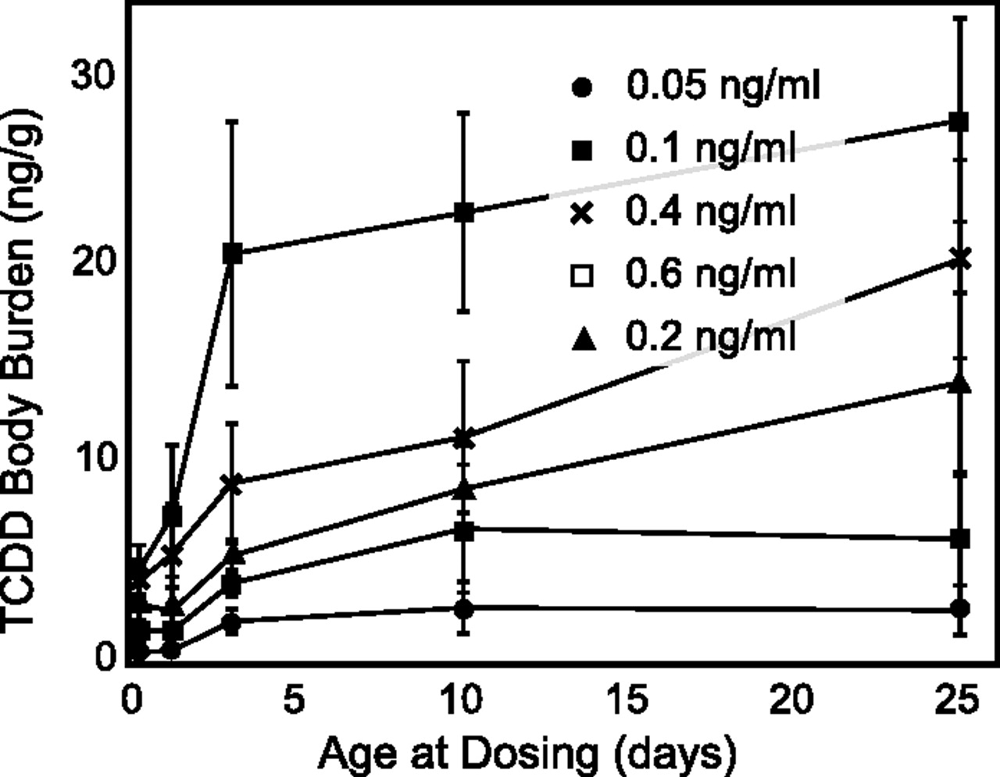 TCDD Body Burden (ng/g)
30
20
10
0
0.05 ng/ml
0.1 ng/ml
0.4 ng/ml
0.6 ng/ml
0.2 ng/ml
0 5 10 15 20 25
Age at Dosing (days)